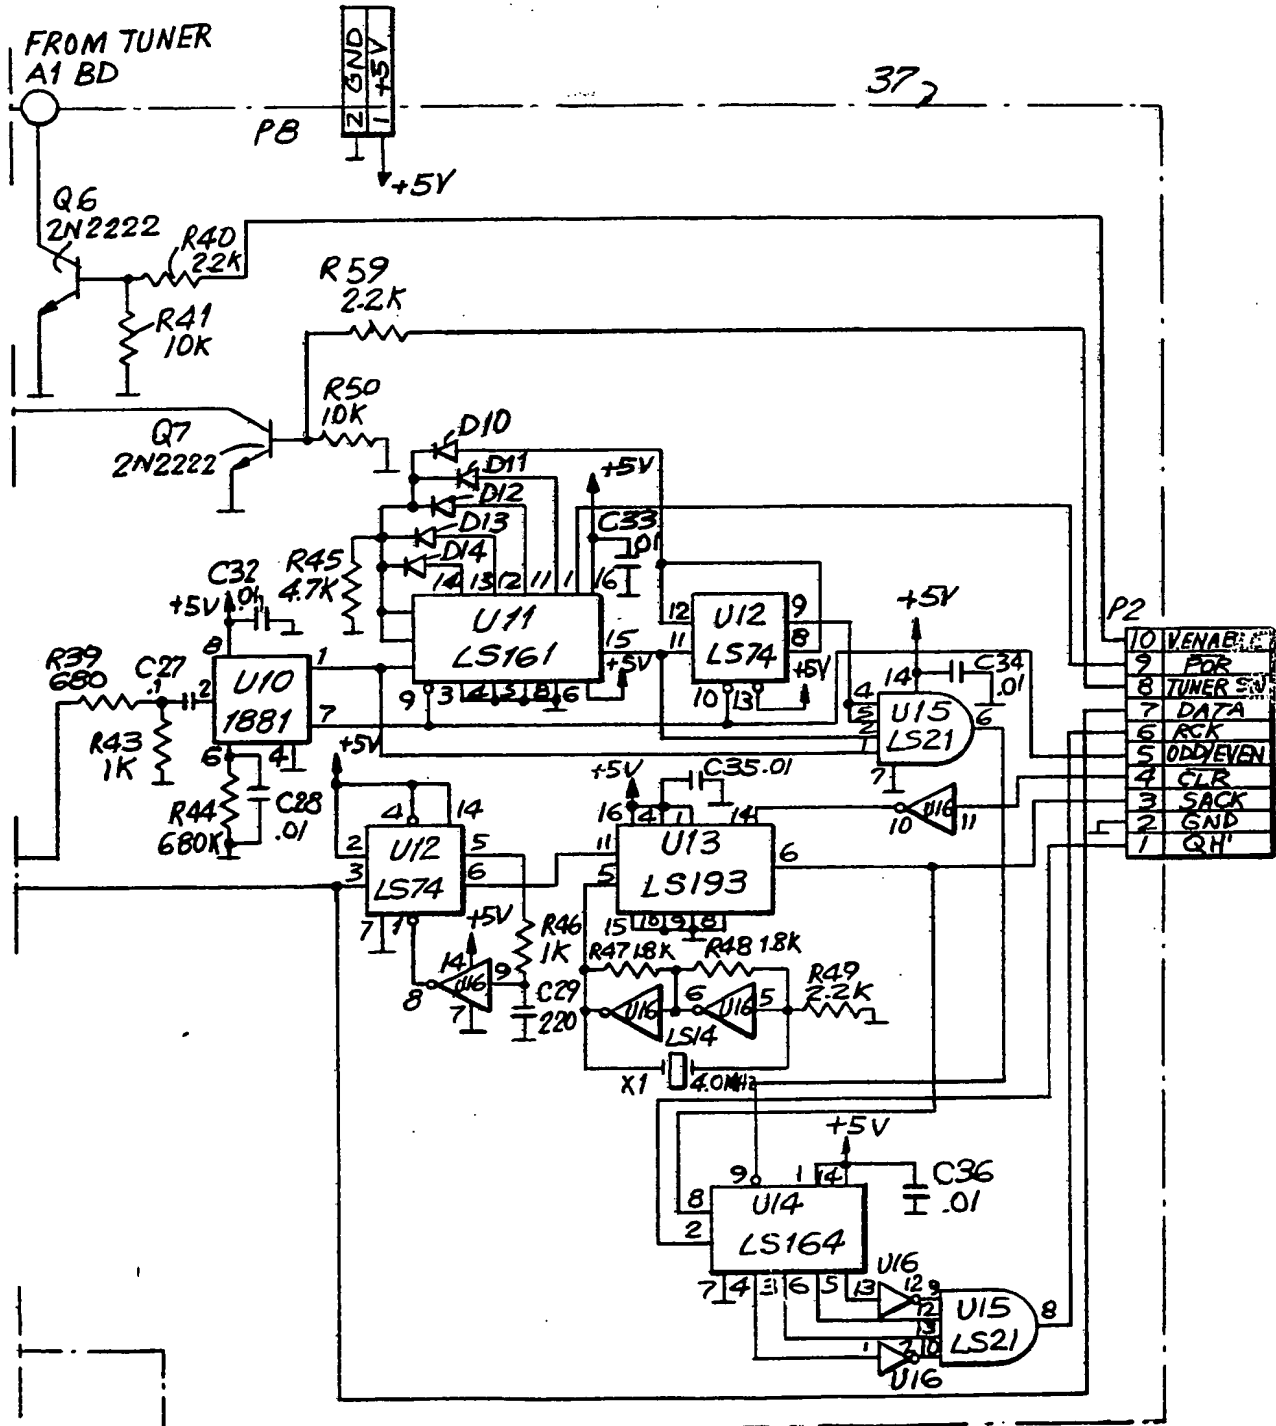 FROM TUNER
A1 BD
2 GND
1 +5V
P8
+5V
37
Q6
2N2222
R40
22K
R41
10K
R59
2.2K
R50
10K
Q7
2N2222
D10
D11
D12
D13
D14
+5V
C33
.01
R45
4.7K
14 13 12 11 1 16
U11
LS161
15
+5V
9 3 4 5 8 6
C32
.01
+5V
8
R39
680
C27
.1
2
U10
1881
1
7
6 4
R43
1K
R44
680K
C28
.01
12
11
U12
LS74
9
8
10 13
+5V
+5V
14
C34
.01
4
5
2
1
U15
LS21
6
7
P2
10 V.ENABLE
9 POR
8 TUNER
7 DATA
6 RCK
5 ODD/EVEN
4 CLR
3 SACK
2 GND
1 QH'
+5V
4 14
2
3
U12
LS74
5
6
7 1
+5V
14
U16
8 9
7
R46
1K
C29
220
+5V
C35 .01
16 4 1 14
11
5
U13
LS193
6
15 10 9 8
10 U16 11
R47 1.8K
R48 1.8K
R49
2.2K
U16
6 U16 5
LS14
X1 4.0MHz
+5V
C36
.01
9 1 14
8
2
U14
LS164
7 4 3 6 5 13
U16
12 9
12
13
10
1 2
U16
U15
LS21
8